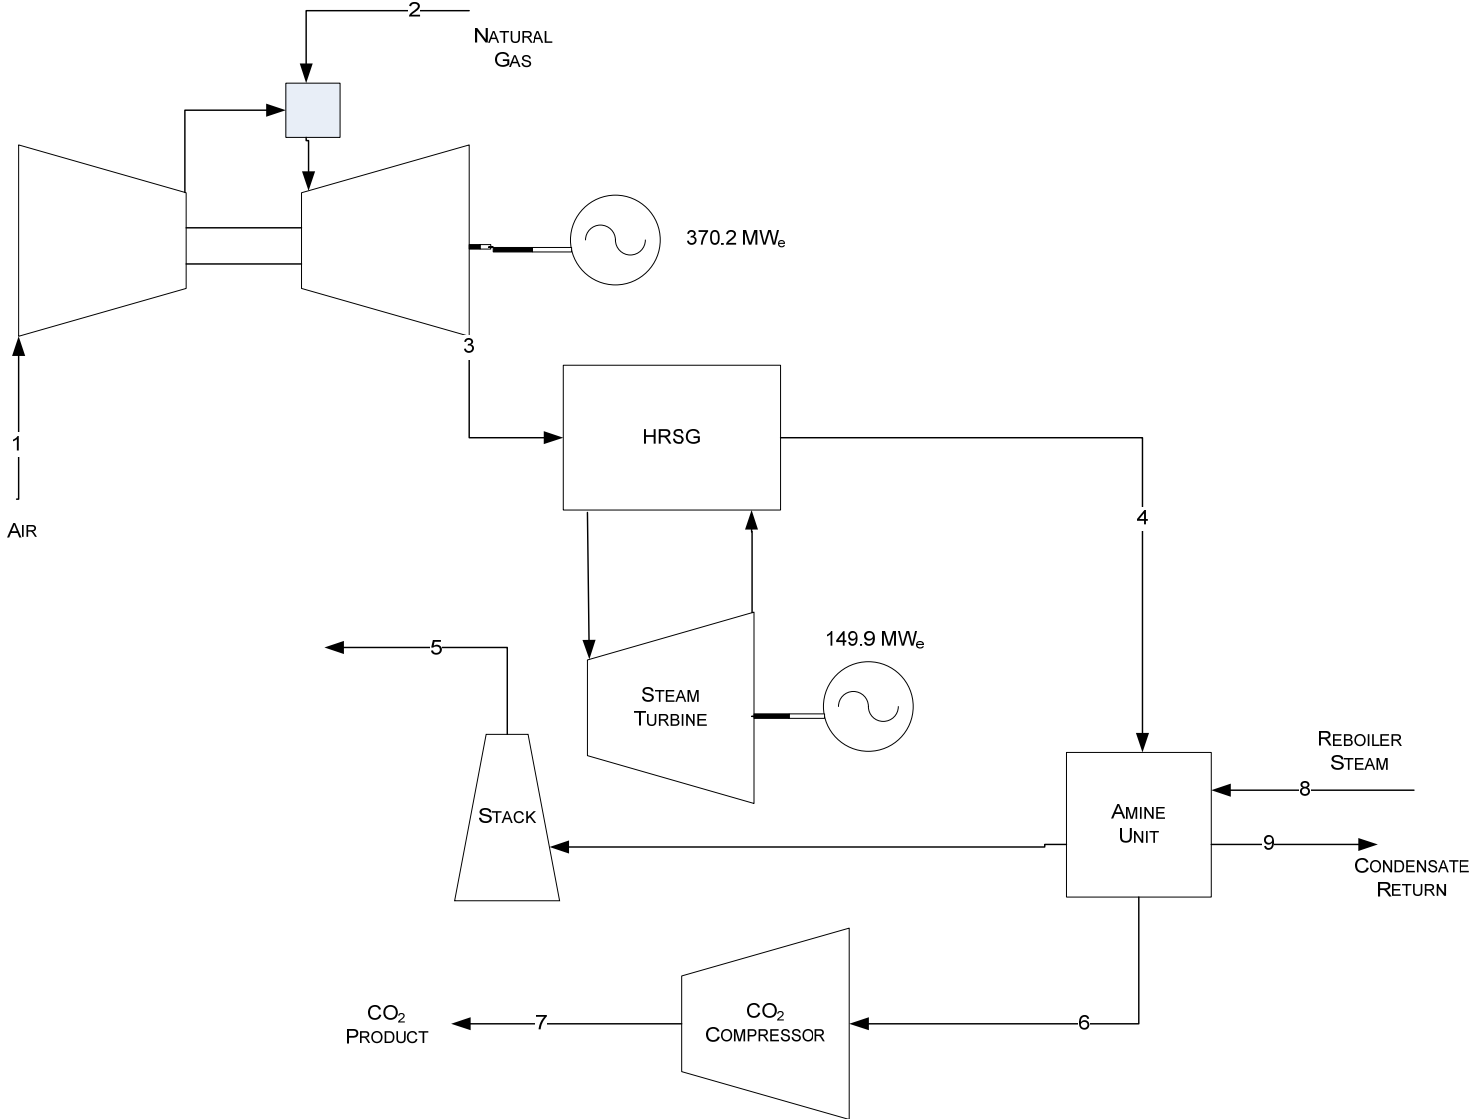 2
NATURAL
GAS
370.2 MWe
3
HRSG
1
4
AIR
149.9 MWe
5
STEAM
TURBINE
REBOILER
STEAM
8
STACK
AMINE
UNIT
9
CONDENSATE
RETURN
CO2
PRODUCT
7
CO2
COMPRESSOR
6